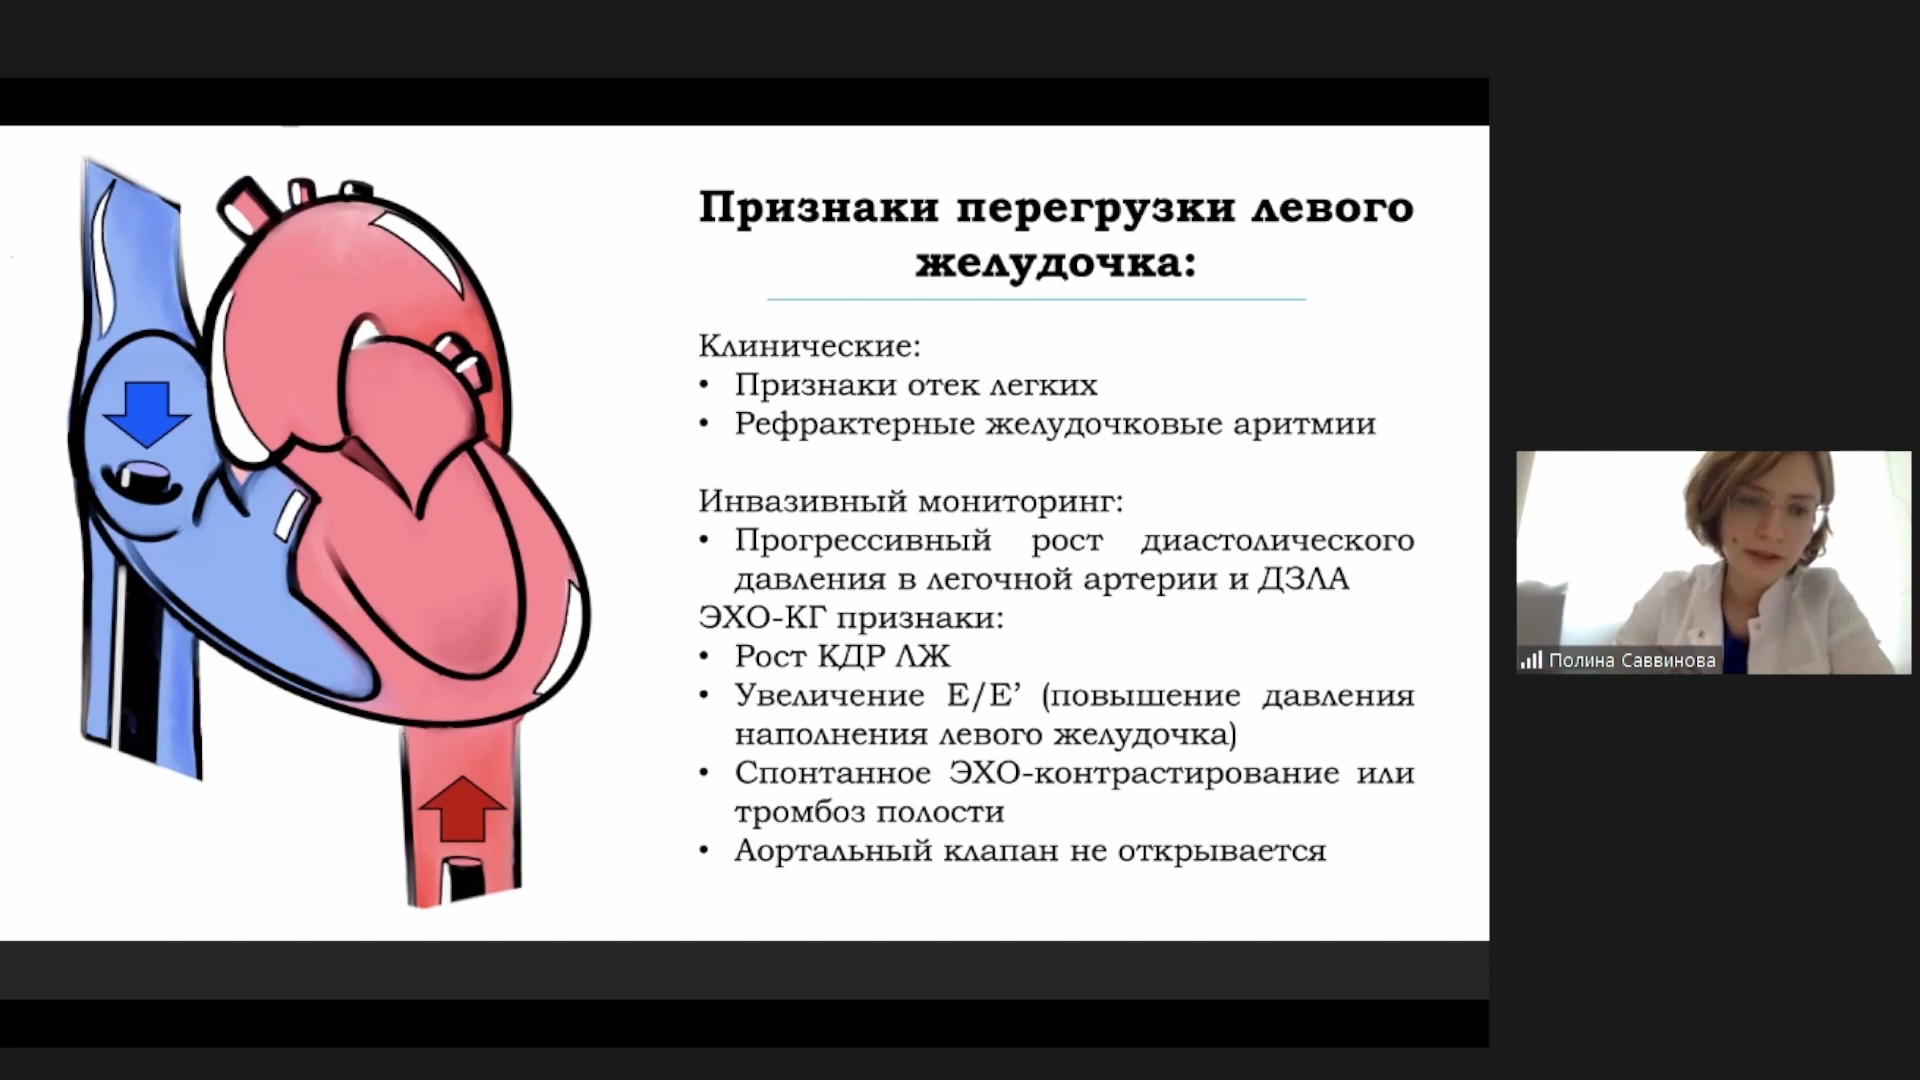 Признаки перегрузки левого
желудочка:
Клинические:
• Признаки отек легких
• Рефрактерные желудочковые аритмии
Инвазивный мониторинг:
• Прогрессивный рост диастолического
давления в легочной артерии и ДЗЛА
ЭХО-КГ признаки:
• Рост КДР ЛЖ
• Увеличение Е/Е’ (повышение давления
наполнения левого желудочка)
• Спонтанное ЭХО-контрастирование или
тромбоз полости
• Аортальный клапан не открывается
Полина Саввинова